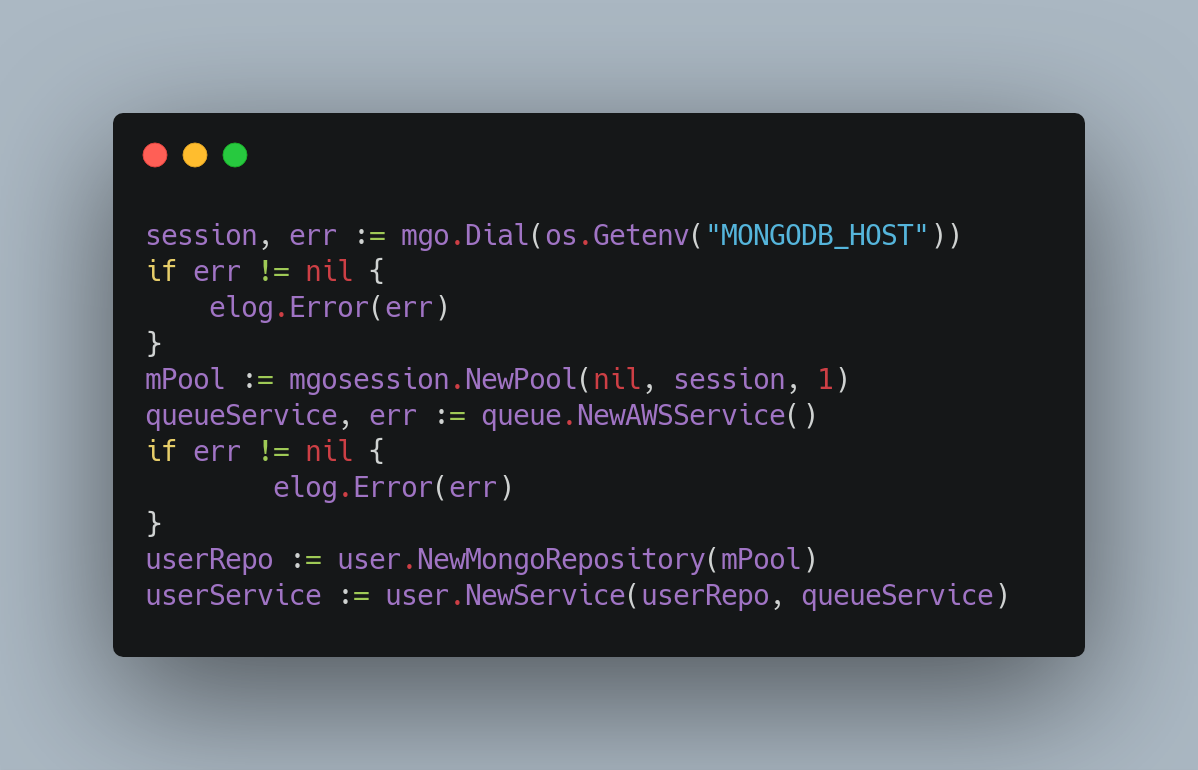 session, err := mgo.Dial(os.Getenv("MONGODB_HOST"))
if err != nil {
    elog.Error(err)
}
mPool := mgosession.NewPool(nil, session, 1)
queueService, err := queue.NewAWSService()
if err != nil {
        elog.Error(err)
}
userRepo := user.NewMongoRepository(mPool)
userService := user.NewService(userRepo, queueService)